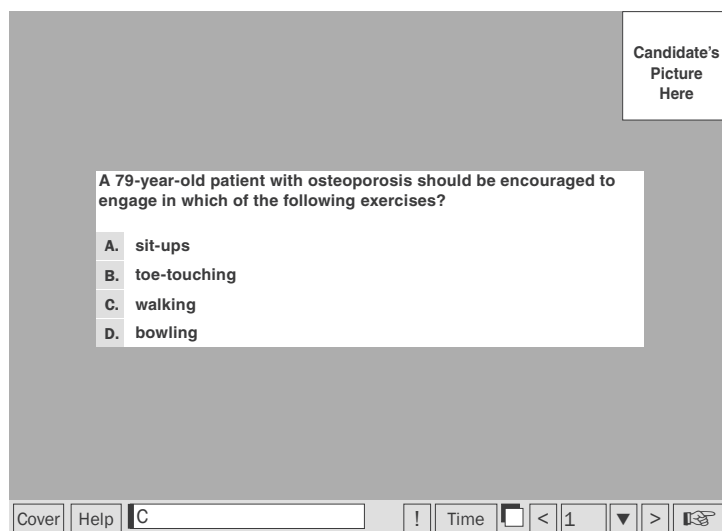 Candidate's
Picture
Here
A 79-year-old patient with osteoporosis should be encouraged to
engage in which of the following exercises?
A. sit-ups
B. toe-touching
C. walking
D. bowling
Cover Help C ! Time < 1 ▼ > ☞